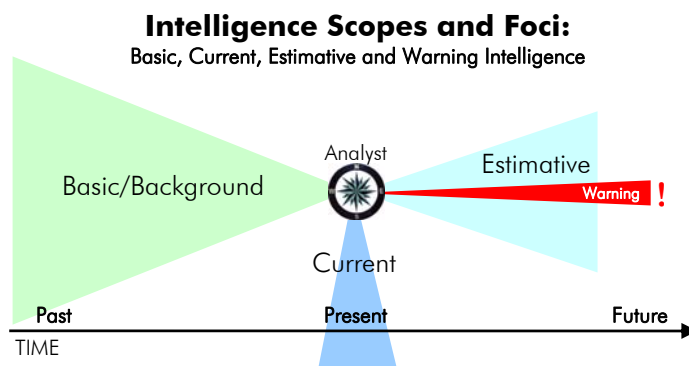 Intelligence Scopes and Foci:
Basic, Current, Estimative and Warning Intelligence
Analyst
Estimative
Basic/Background
Warning !
Current
Past Present Future
TIME